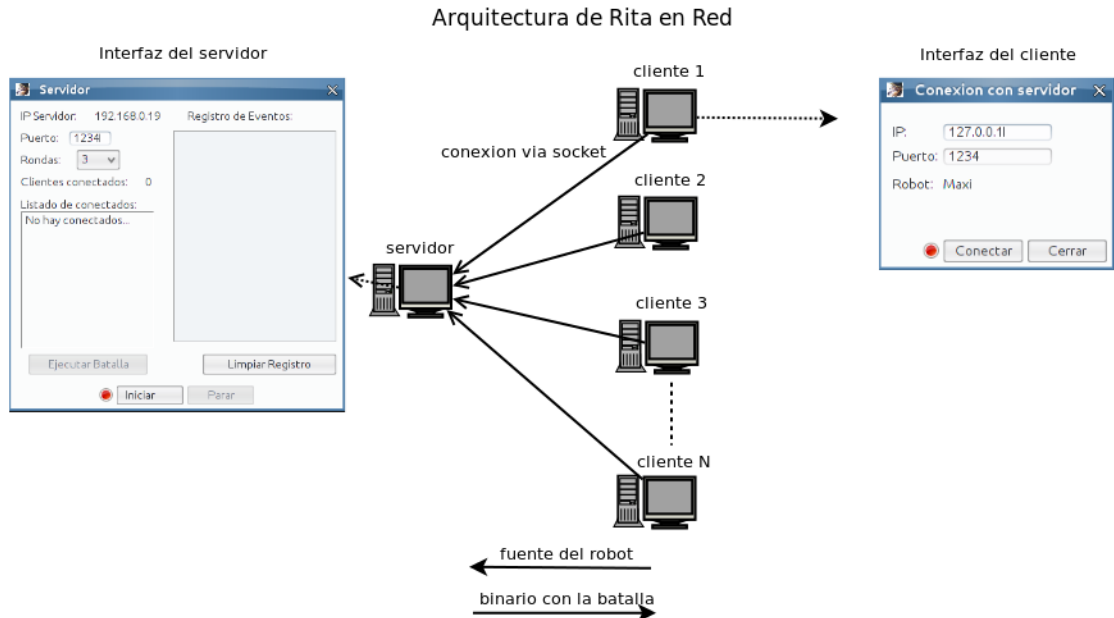 Arquitectura de Rita en Red
Interfaz del servidor
Servidor
IP Servidor: 192.168.0.19
Registro de Eventos:
Puerto: 1234
Rondas: 3
Clientes conectados: 0
Listado de conectados:
No hay conectados...
Ejecutar Batalla
Limpiar Registro
Iniciar
Parar
cliente 1
conexion via socket
cliente 2
servidor
cliente 3
cliente N
fuente del robot
binario con la batalla
Interfaz del cliente
Conexion con servidor
IP: 127.0.0.1
Puerto: 1234
Robot: Maxi
Conectar
Cerrar